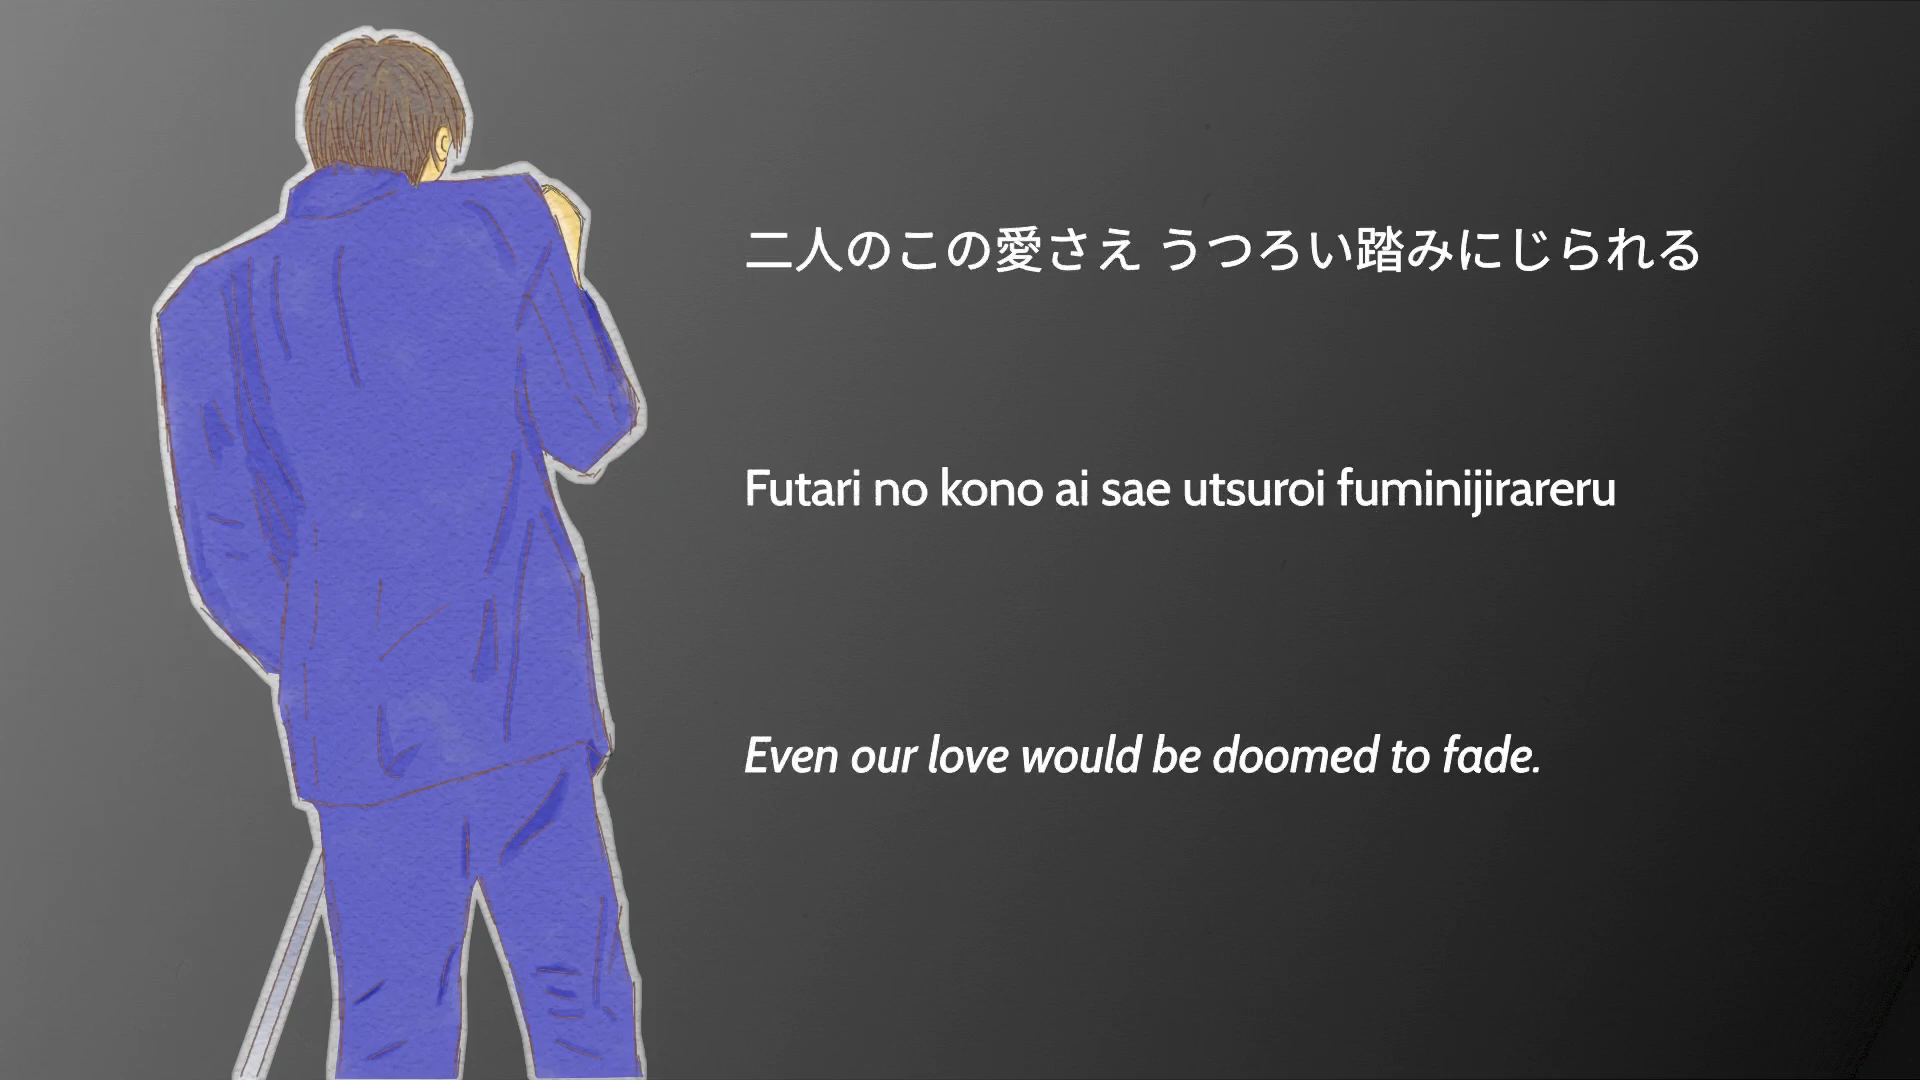 二人のこの愛さえ うつろい踏みにじられる
Futari no kono ai sae utsuroi fuminijirareru
Even our love would be doomed to fade.